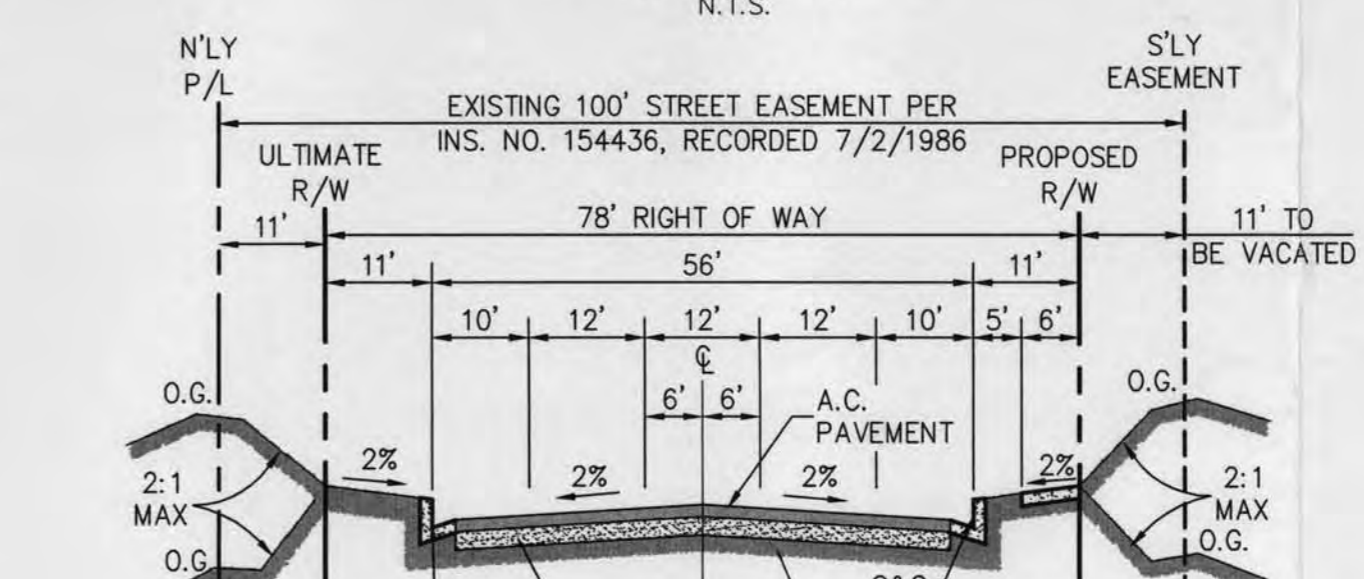 N.T.S.
N'LY
P/L
S'LY
EASEMENT
EXISTING 100' STREET EASEMENT PER
INS. NO. 154436, RECORDED 7/2/1986
ULTIMATE
R/W
PROPOSED
R/W
11'
78' RIGHT OF WAY
11' TO
BE VACATED
11'
56'
11'
10'
12'
12'
12'
10'
5'
6'
℄
6'
6'
O.G.
A.C.
PAVEMENT
O.G.
2%
2%
2%
2%
2:1
MAX
2:1
MAX
O.G.
O.G.